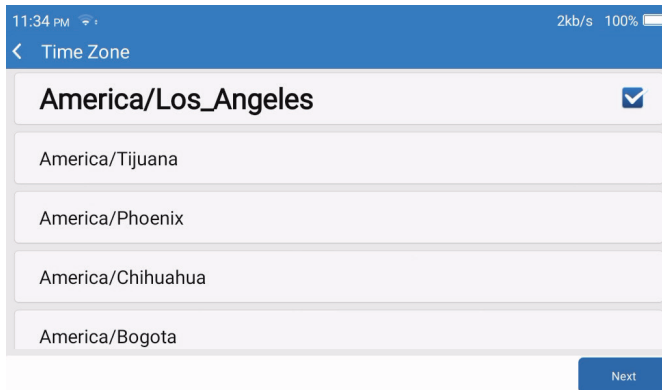 11:34 PM 2kb/s 100%
Time Zone
America/Los_Angeles
America/Tijuana
America/Phoenix
America/Chihuahua
America/Bogota
Next